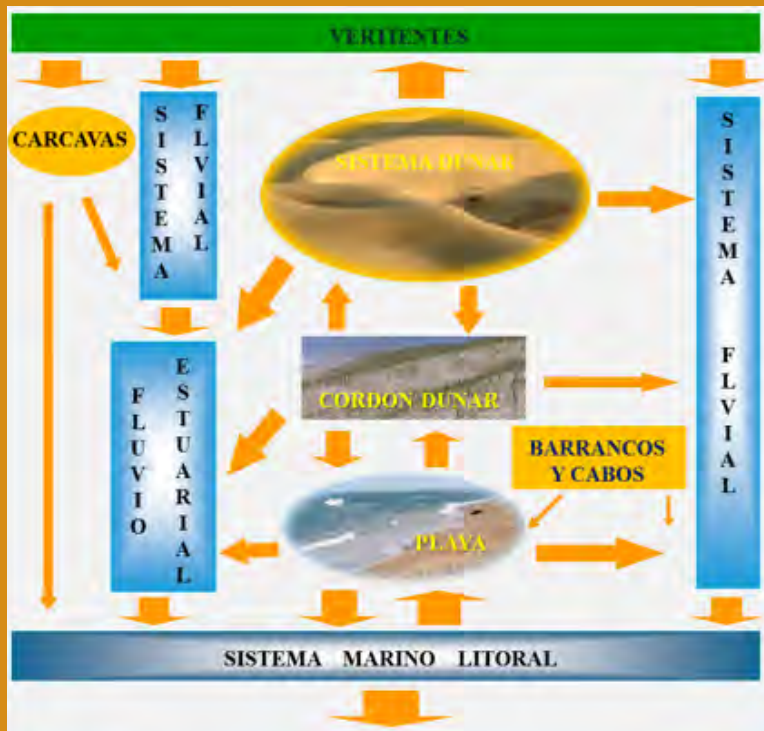 VERTIENTES
CARCAVAS
SISTEMA
FLVIAL
SISTEMA DUNAR
SISTEMA FLVIAL
FLUVIO
ESTUARIAL
CORDON DUNAR
BARRANCOS
Y CABOS
PLAYA
SISTEMA MARINO LITORAL